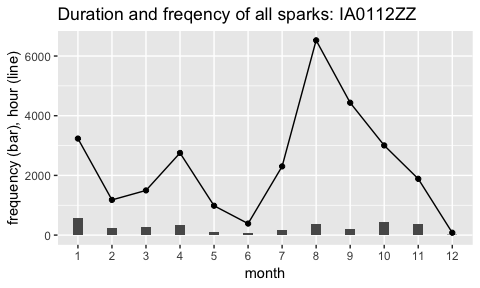 Duration and freqency of all sparks: IA0112ZZ
frequency (bar), hour (line)
6000
4000
2000
0
1 2 3 4 5 6 7 8 9 10 11 12
month